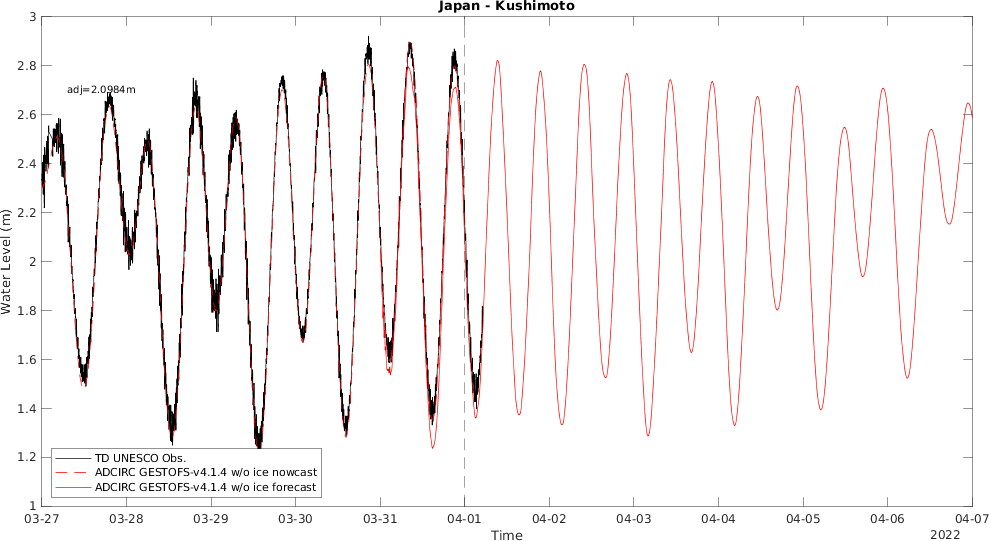 Japan - Kushimoto
3
2.8
2.6
2.4
2.2
2
1.8
1.6
1.4
1.2
1
Water Level (m)
adj=2.0984m
TD UNESCO Obs.
ADCIRC GESTOFS-v4.1.4 w/o ice nowcast
ADCIRC GESTOFS-v4.1.4 w/o ice forecast
03-27 03-28 03-29 03-30 03-31 04-01 04-02 04-03 04-04 04-05 04-06 04-07
Time
2022